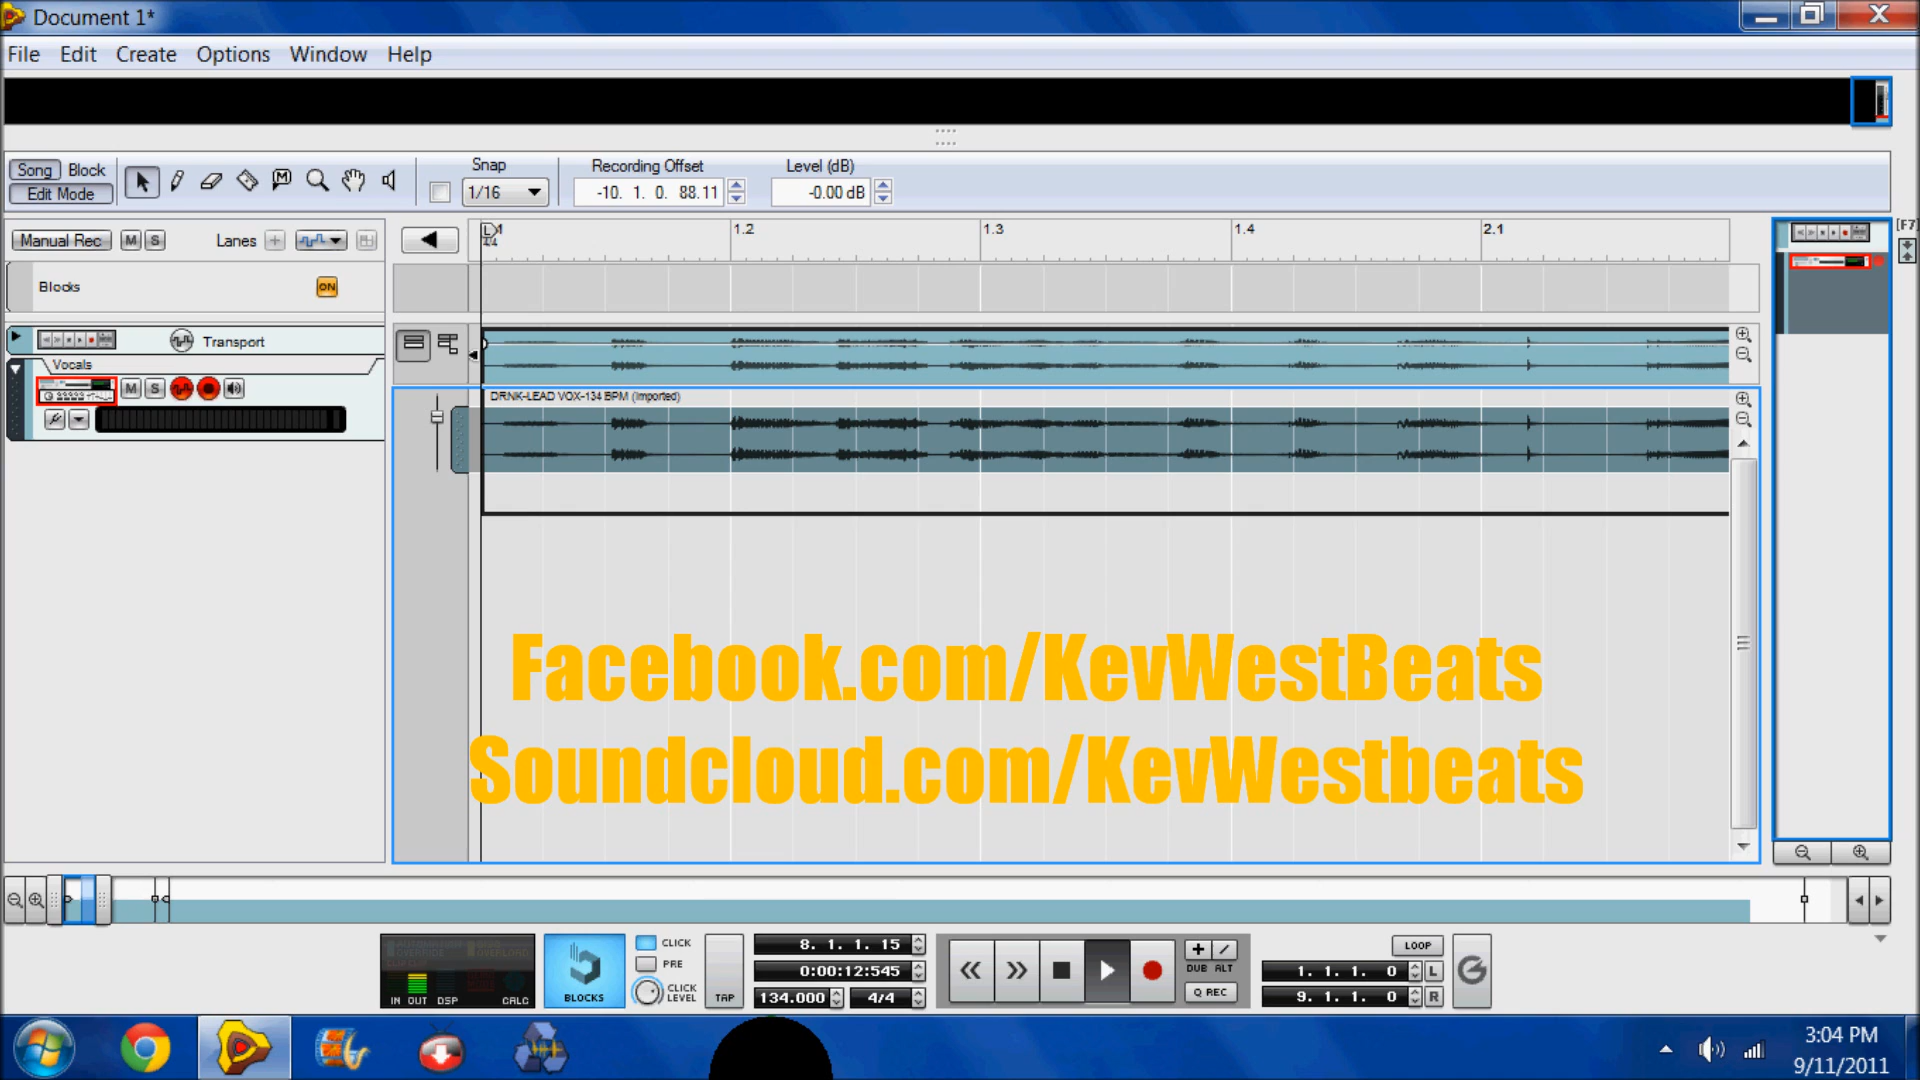 Document 1*
File Edit Create Options Window Help
Song Block
Edit Mode
Snap
1/16
Recording Offset
-10. 1. 0. 88.11
Level (dB)
-0.00 dB
Manual Rec M S Lanes
Blocks ON
Transport
Vocals
M S
L 1 1.2 1.3 1.4 2.1
4/4
[F7]
DRNK-LEAD VOX-134 BPM (Imported)
Facebook.com/KevWestBeats
Soundcloud.com/KevWestbeats
IN OUT DSP CALC
BLOCKS
CLICK
PRE
CLICK
LEVEL
TAP
8. 1. 1. 15
0:00:12:545
134.000 4/4
DUB ALT
Q REC
LOOP
1. 1. 1. 0 L
9. 1. 1. 0 R
3:04 PM
9/11/2011